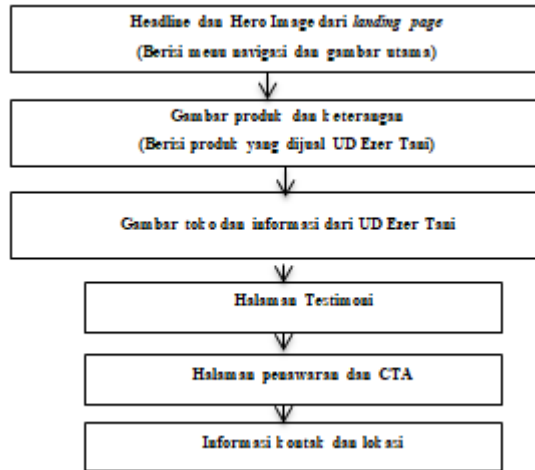 Headline dan Hero Image dari landing page
(Berisi menu navigasi dan gambar utama)
Gambar produk dan keterangan
(Berisi produk yang dijual UD Ezer Tani)
Gambar toko dan informasi dari UD Ezer Tani
Halaman Testimoni
Halaman penawaran dan CTA
Informasi kontak dan lokasi